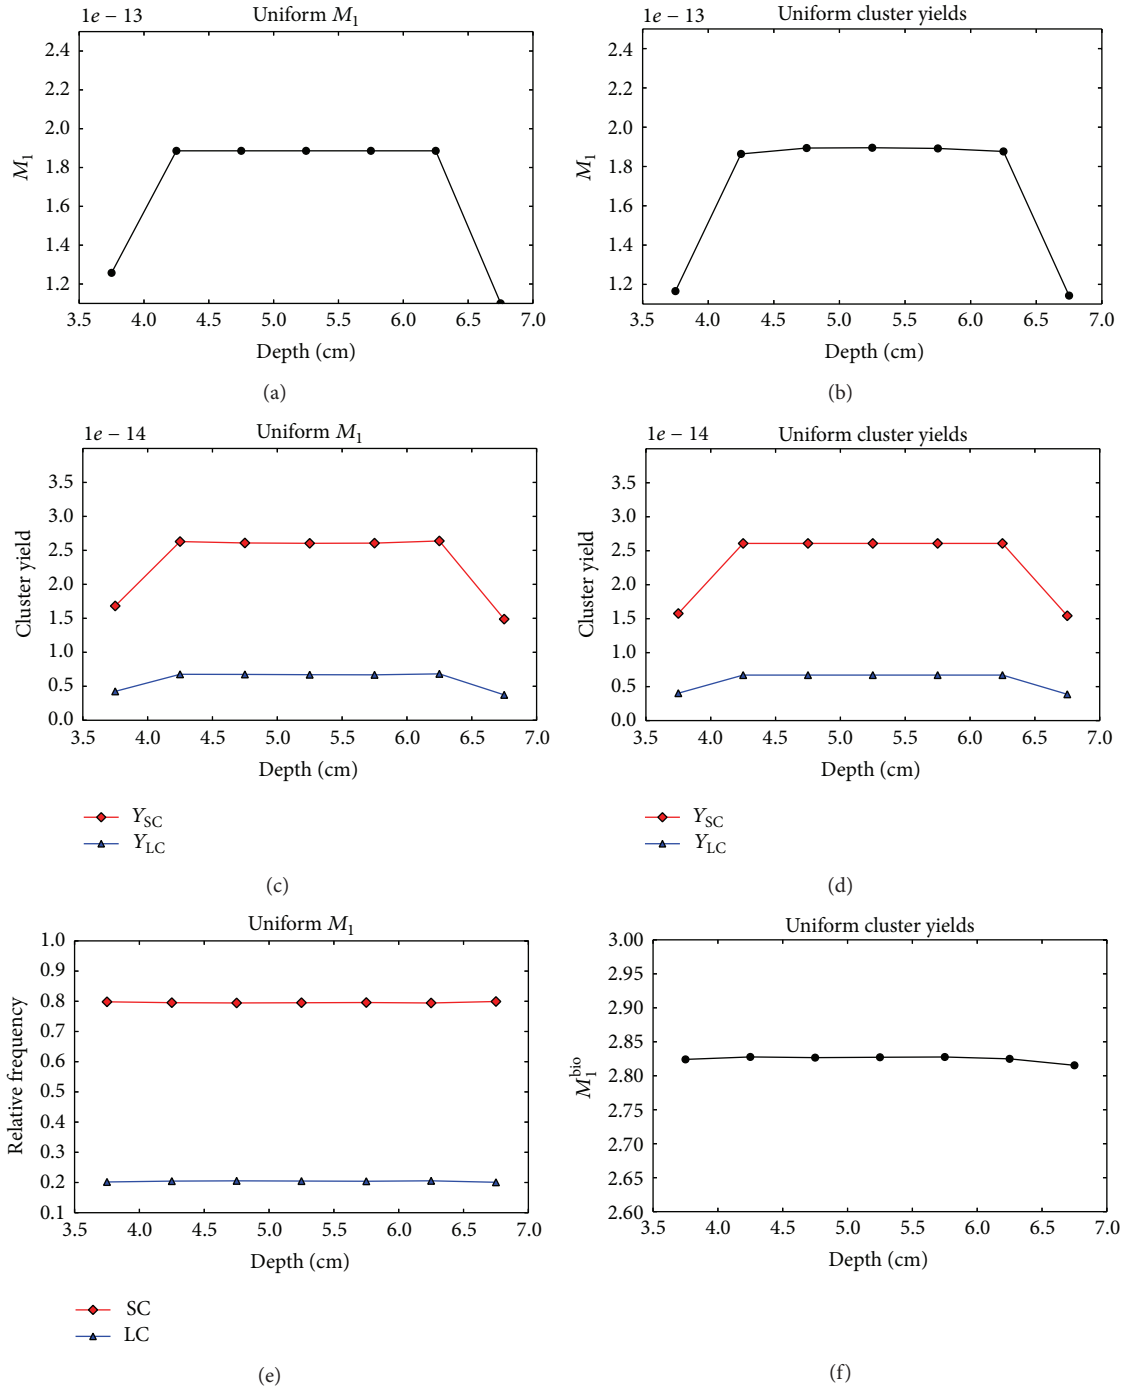 Uniform M₁
1e − 13
2.4
2.2
2.0
1.8
1.6
1.4
1.2
M₁
3.5 4.0 4.5 5.0 5.5 6.0 6.5 7.0
Depth (cm)
(a)
Uniform cluster yields
1e − 13
2.4
2.2
2.0
1.8
1.6
1.4
1.2
M₁
3.5 4.0 4.5 5.0 5.5 6.0 6.5 7.0
Depth (cm)
(b)
Uniform M₁
1e − 14
3.5
3.0
2.5
2.0
1.5
1.0
0.5
0.0
Cluster yield
3.5 4.0 4.5 5.0 5.5 6.0 6.5 7.0
Depth (cm)
Y_SC
Y_LC
(c)
Uniform cluster yields
1e − 14
3.5
3.0
2.5
2.0
1.5
1.0
0.5
0.0
Cluster yield
3.5 4.0 4.5 5.0 5.5 6.0 6.5 7.0
Depth (cm)
Y_SC
Y_LC
(d)
Uniform M₁
1.0
0.9
0.8
0.7
0.6
0.5
0.4
0.3
0.2
0.1
Relative frequency
3.5 4.0 4.5 5.0 5.5 6.0 6.5 7.0
Depth (cm)
SC
LC
(e)
Uniform cluster yields
3.00
2.95
2.90
2.85
2.80
2.75
2.70
2.65
2.60
M₁^bio
3.5 4.0 4.5 5.0 5.5 6.0 6.5 7.0
Depth (cm)
(f)